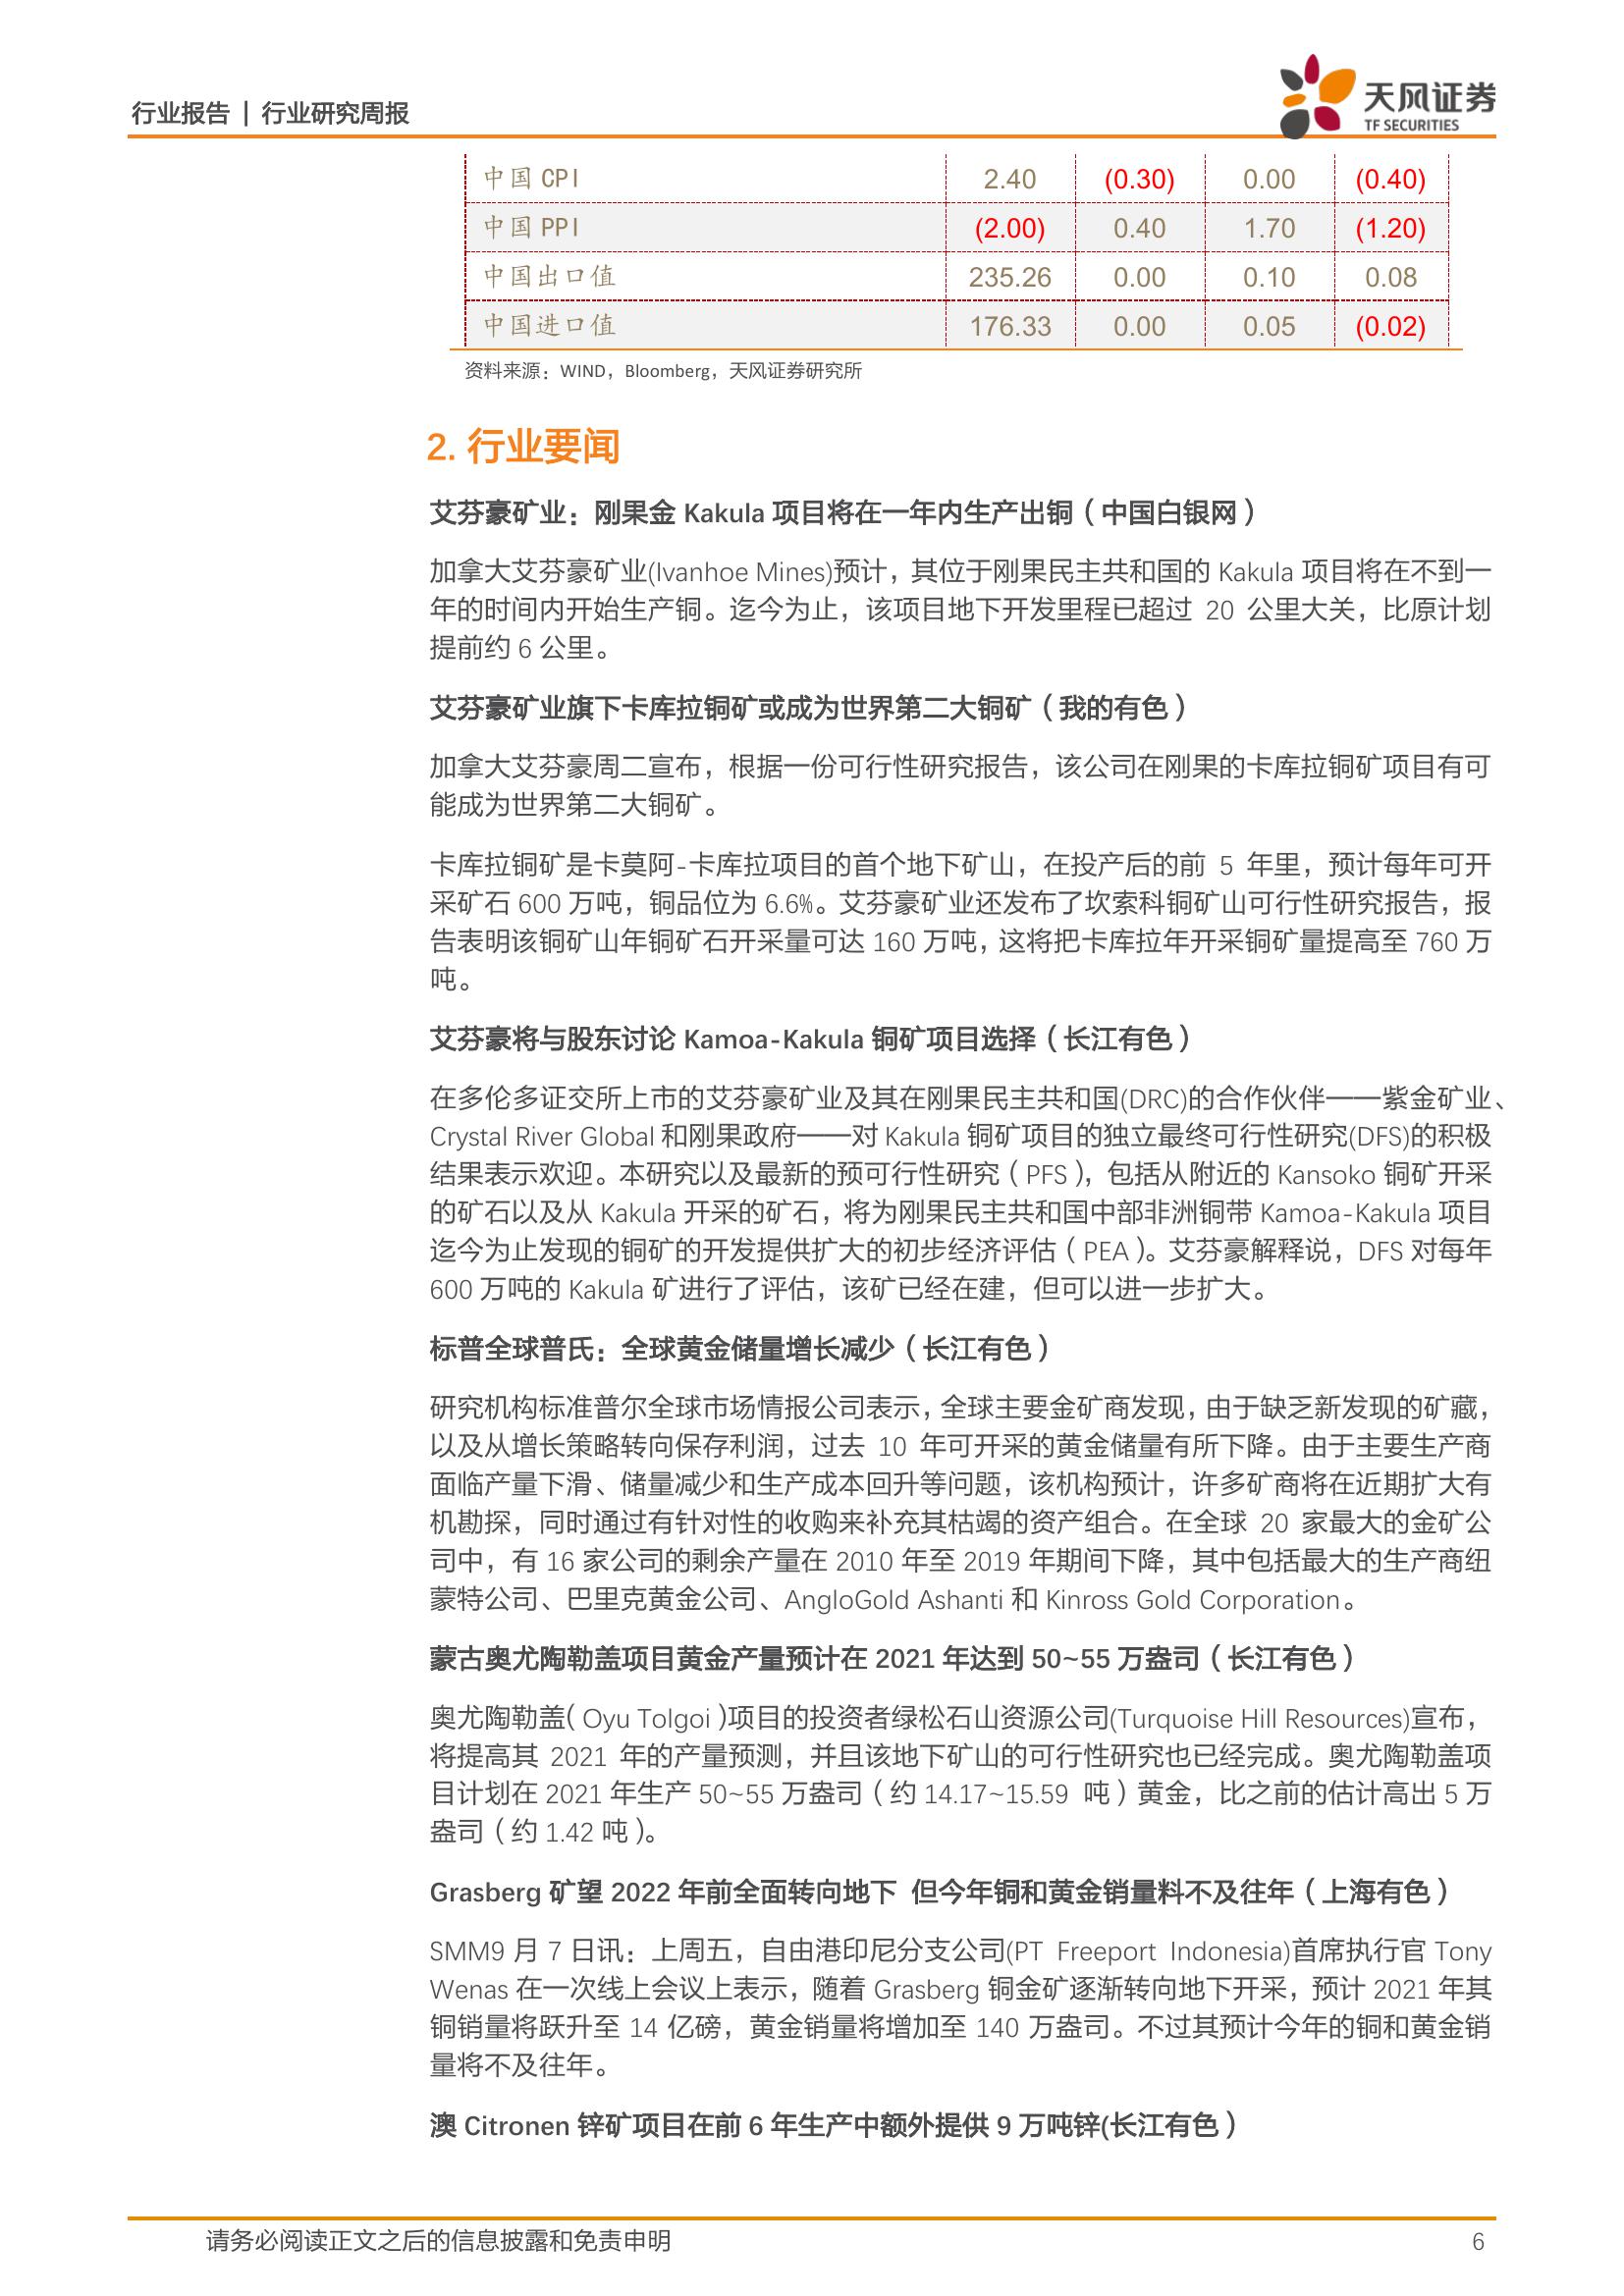 行业报告 | 行业研究周报
天风证券
TF SECURITIES
中国 CPI 2.40 (0.30) 0.00 (0.40)
中国 PPI (2.00) 0.40 1.70 (1.20)
中国出口值 235.26 0.00 0.10 0.08
中国进口值 176.33 0.00 0.05 (0.02)
资料来源：WIND，Bloomberg，天风证券研究所
2. 行业要闻
艾芬豪矿业：刚果金 Kakula 项目将在一年内生产出铜（中国白银网）
加拿大艾芬豪矿业(Ivanhoe Mines)预计，其位于刚果民主共和国的 Kakula 项目将在不到一
年的时间内开始生产铜。迄今为止，该项目地下开发里程已超过 20 公里大关，比原计划
提前约 6 公里。
艾芬豪矿业旗下卡库拉铜矿或成为世界第二大铜矿（我的有色）
加拿大艾芬豪周二宣布，根据一份可行性研究报告，该公司在刚果的卡库拉铜矿项目有可
能成为世界第二大铜矿。
卡库拉铜矿是卡莫阿-卡库拉项目的首个地下矿山，在投产后的前 5 年里，预计每年可开
采矿石 600 万吨，铜品位为 6.6%。艾芬豪矿业还发布了坎索科铜矿山可行性研究报告，报
告表明该铜矿山年铜矿石开采量可达 160 万吨，这将把卡库拉年开采铜矿量提高至 760 万
吨。
艾芬豪将与股东讨论 Kamoa-Kakula 铜矿项目选择（长江有色）
在多伦多证交所上市的艾芬豪矿业及其在刚果民主共和国(DRC)的合作伙伴——紫金矿业、
Crystal River Global 和刚果政府——对 Kakula 铜矿项目的独立最终可行性研究(DFS)的积极
结果表示欢迎。本研究以及最新的预可行性研究（PFS），包括从附近的 Kansoko 铜矿开采
的矿石以及从 Kakula 开采的矿石，将为刚果民主共和国中部非洲铜带 Kamoa-Kakula 项目
迄今为止发现的铜矿的开发提供扩大的初步经济评估（PEA）。艾芬豪解释说，DFS 对每年
600 万吨的 Kakula 矿进行了评估，该矿已经在建，但可以进一步扩大。
标普全球普氏：全球黄金储量增长减少（长江有色）
研究机构标准普尔全球市场情报公司表示，全球主要金矿商发现，由于缺乏新发现的矿藏，
以及从增长策略转向保存利润，过去 10 年可开采的黄金储量有所下降。由于主要生产商
面临产量下滑、储量减少和生产成本回升等问题，该机构预计，许多矿商将在近期扩大有
机勘探，同时通过有针对性的收购来补充其枯竭的资产组合。在全球 20 家最大的金矿公
司中，有 16 家公司的剩余产量在 2010 年至 2019 年期间下降，其中包括最大的生产商纽
蒙特公司、巴里克黄金公司、AngloGold Ashanti 和 Kinross Gold Corporation。
蒙古奥尤陶勒盖项目黄金产量预计在 2021 年达到 50~55 万盎司（长江有色）
奥尤陶勒盖（Oyu Tolgoi）项目的投资者绿松石山资源公司(Turquoise Hill Resources)宣布，
将提高其 2021 年的产量预测，并且该地下矿山的可行性研究也已经完成。奥尤陶勒盖项
目计划在 2021 年生产 50~55 万盎司（约 14.17~15.59 吨）黄金，比之前的估计高出 5 万
盎司（约 1.42 吨）。
Grasberg 矿望 2022 年前全面转向地下 但今年铜和黄金销量料不及往年（上海有色）
SMM9 月 7 日讯：上周五，自由港印尼分支公司(PT Freeport Indonesia)首席执行官 Tony
Wenas 在一次线上会议上表示，随着 Grasberg 铜金矿逐渐转向地下开采，预计 2021 年其
铜销量将跃升至 14 亿磅，黄金销量将增加至 140 万盎司。不过其预计今年的铜和黄金销
量将不及往年。
澳 Citronen 锌矿项目在前 6 年生产中额外提供 9 万吨锌(长江有色）
请务必阅读正文之后的信息披露和免责申明 6